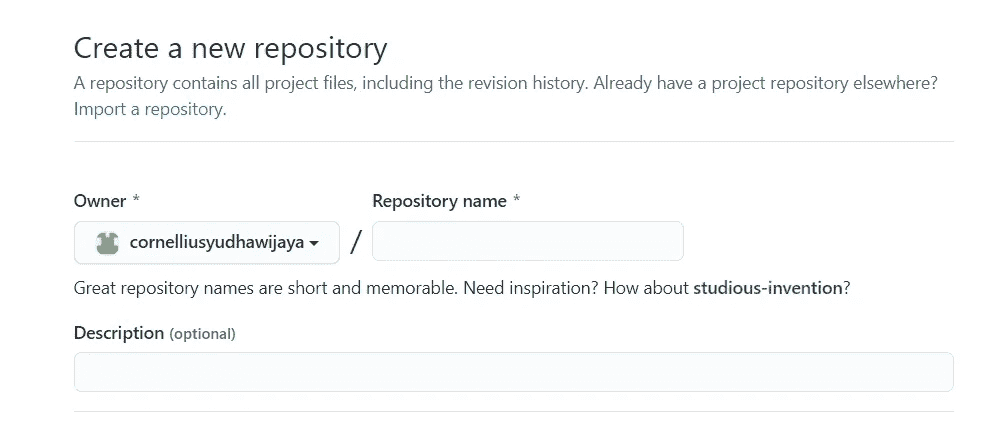 Create a new repository
A repository contains all project files, including the revision history. Already have a project repository elsewhere?
Import a repository.
Owner *
Repository name *
cornelliusyudhawijaya
/
Great repository names are short and memorable. Need inspiration? How about studious-invention?
Description (optional)